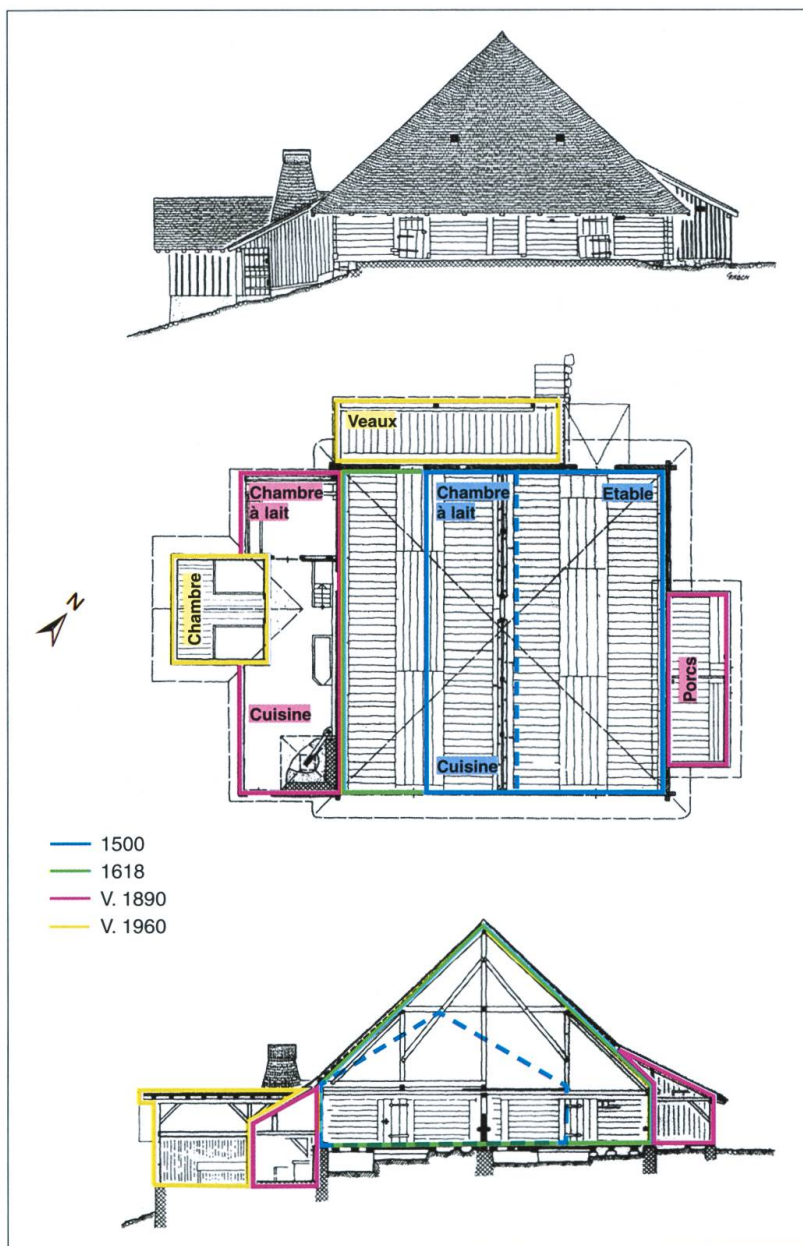 Veaux
Chambre
à lait
Chambre
à lait
Etable
Chambre
N
Porcs
Cuisine
Cuisine
1500
1618
V. 1890
V. 1960